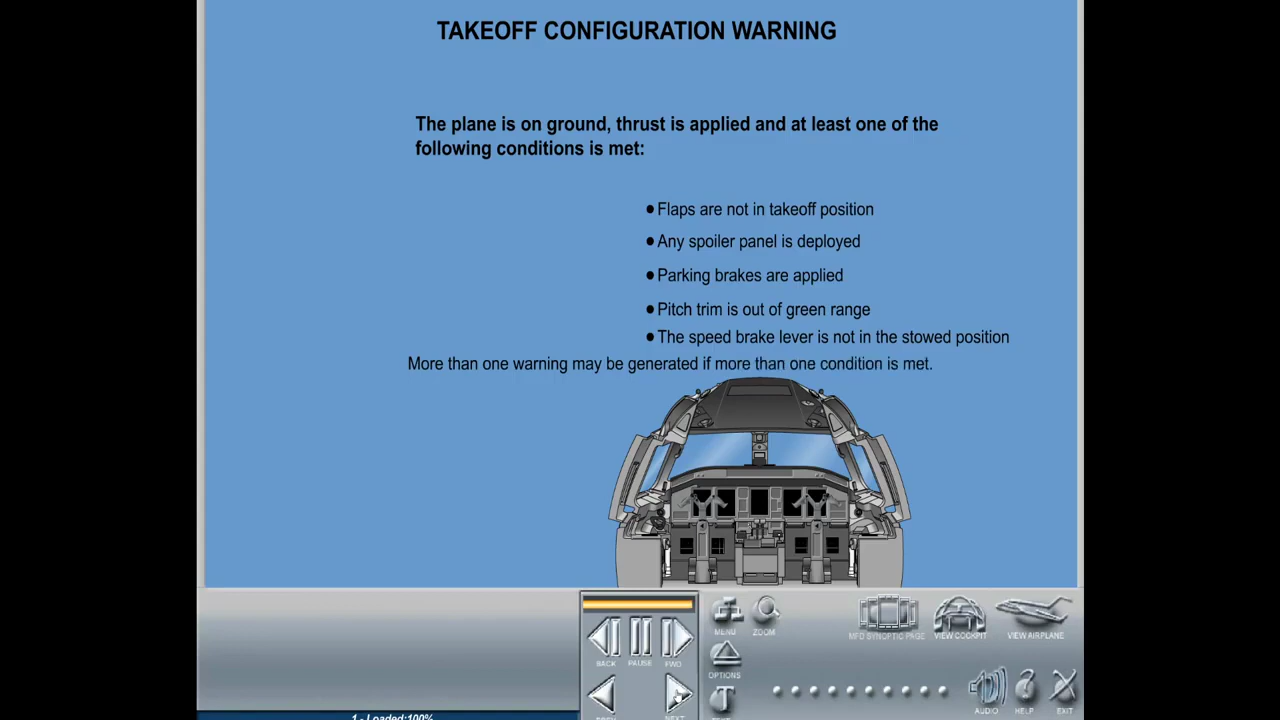 TAKEOFF CONFIGURATION WARNING
The plane is on ground, thrust is applied and at least one of the
following conditions is met:
• Flaps are not in takeoff position
• Any spoiler panel is deployed
• Parking brakes are applied
• Pitch trim is out of green range
• The speed brake lever is not in the stowed position
More than one warning may be generated if more than one condition is met.
MENU ZOOM MFD SYNOPTIC PAGE VIEW COCKPIT VIEW AIRPLANE
BACK PAUSE FWD
OPTIONS
AUDIO HELP EXIT
NEXT
1 - Loaded:100%